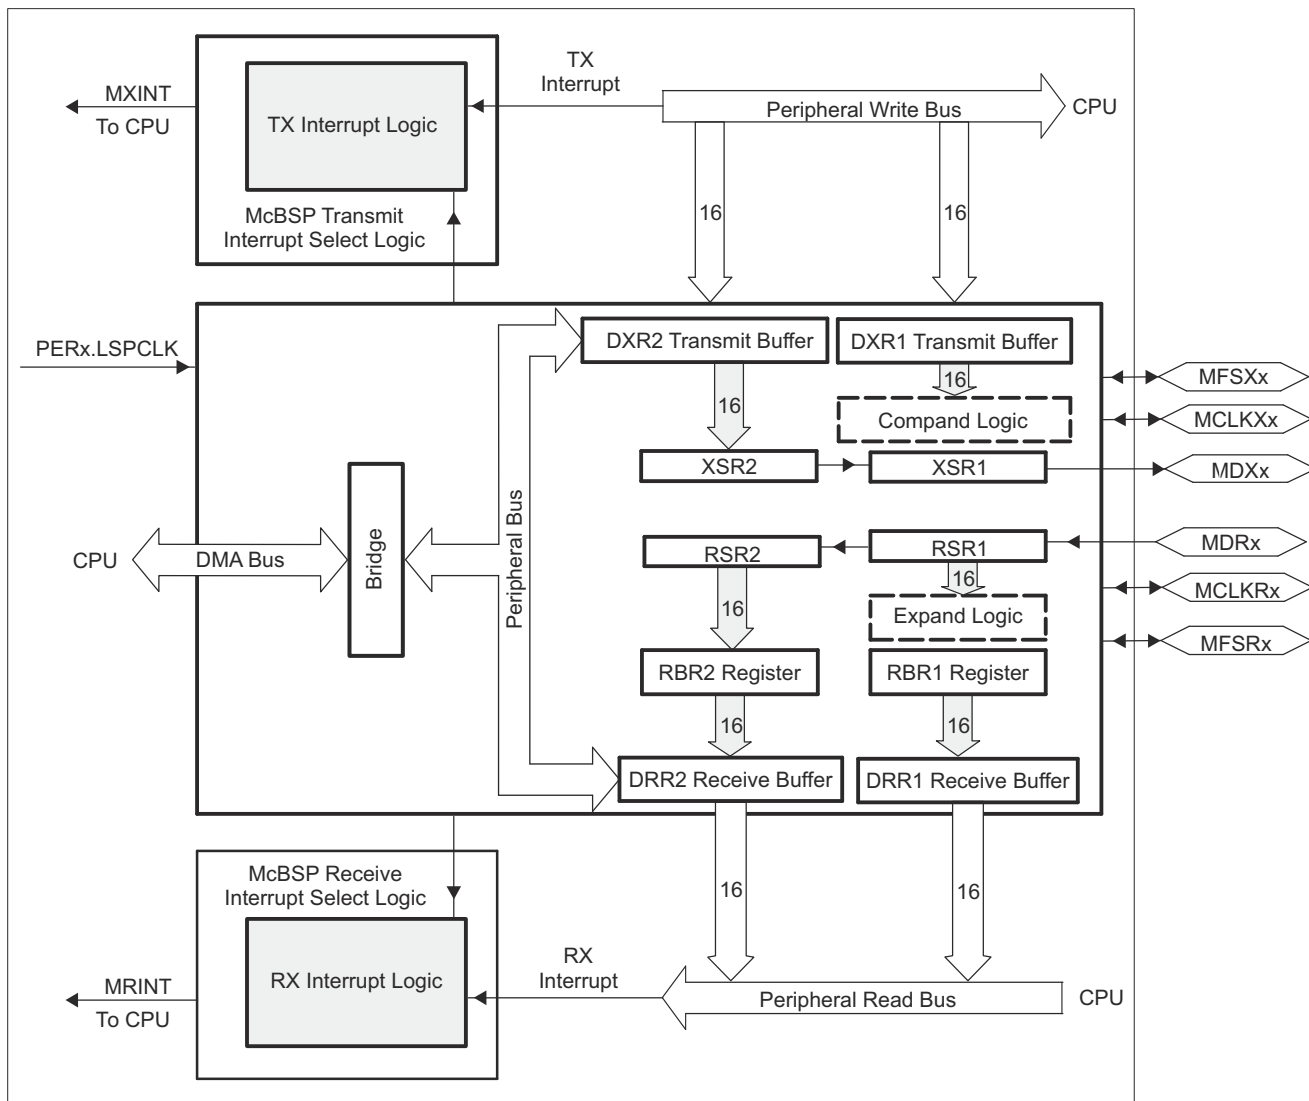 TX
Interrupt
MXINT
To CPU
TX Interrupt Logic
Peripheral Write Bus
CPU
McBSP Transmit
Interrupt Select Logic
16
16
PERx.LSPCLK
DXR2 Transmit Buffer
DXR1 Transmit Buffer
MFSXx
16
16
Compand Logic
MCLKXx
XSR2
XSR1
MDXx
CPU
DMA Bus
Bridge
Peripheral Bus
RSR2
RSR1
MDRx
16
16
MCLKRx
Expand Logic
MFSRx
RBR2 Register
RBR1 Register
16
16
DRR2 Receive Buffer
DRR1 Receive Buffer
McBSP Receive
Interrupt Select Logic
16
16
RX Interrupt Logic
RX
Interrupt
MRINT
To CPU
Peripheral Read Bus
CPU